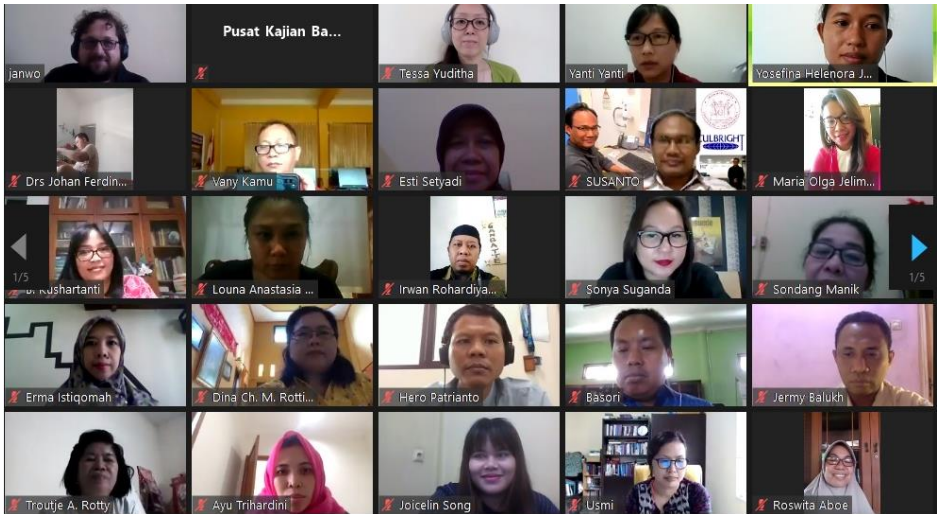 janwo
Pusat Kajian Ba...
Tessa Yuditha
Yanti Yanti
Yosefina Helenora J...
Drs Johan Ferdin...
Vany Kamu
Esti Setyadi
ULBRIGHT
SUSANTO
Maria Olga Jelim...
1/5
B. Kushartanti
Louna Anastasia ...
Irwan Rohardiya...
Sonya Suganda
Sondang Manik
1/5
Erma Istiqomah
Dina Ch. M. Rotti...
Hero Patrianto
Basori
Jermy Balukh
Troutje A. Rotty
Ayu Trihardini
Joicelin Song
Usmi
Roswita Aboe